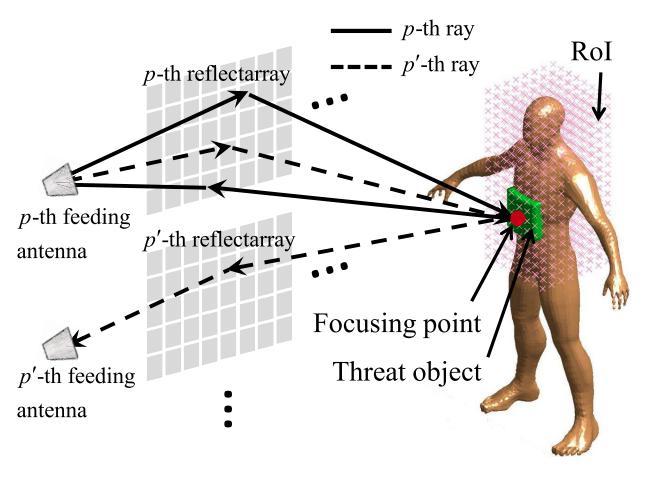 p-th ray
p′-th ray
RoI
p-th reflectarray
p-th feeding
antenna
p′-th reflectarray
Focusing point
Threat object
p′-th feeding
antenna